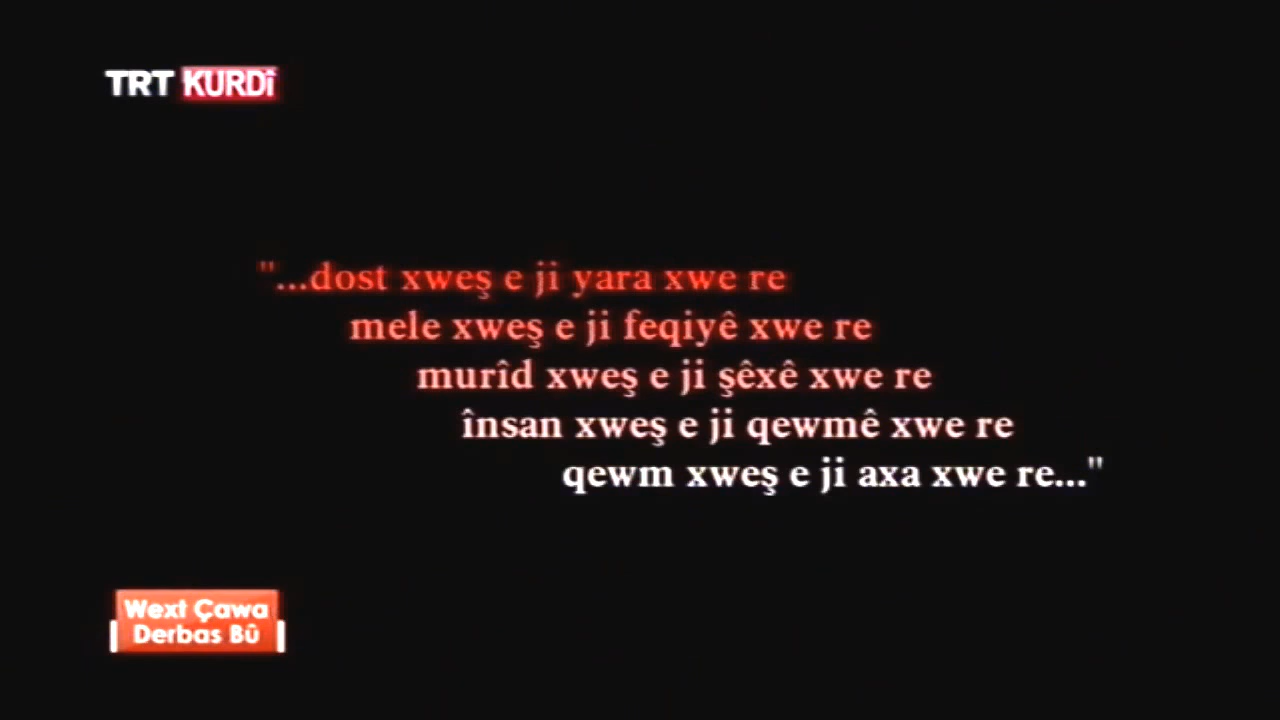 TRT KURDî
"...dost xweş e ji yara xwe re
mele xweş e ji feqiyê xwe re
murîd xweş e ji şêxê xwe re
însan xweş e ji qewmê xwe re
qewm xweş e ji axa xwe re..."
Wext Çawa
Derbas Bû